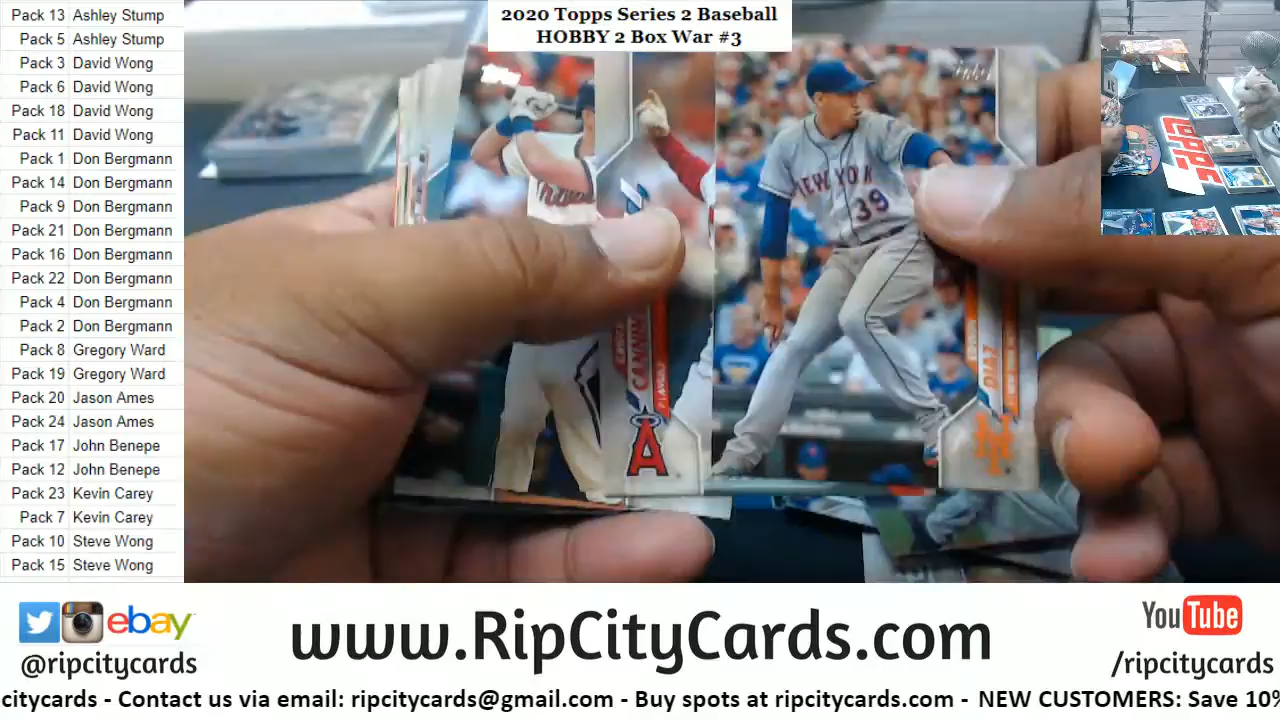 2020 Topps Series 2 Baseball
HOBBY 2 Box War #3
Pack 13 Ashley Stump
Pack 5 Ashley Stump
Pack 3 David Wong
Pack 6 David Wong
Pack 18 David Wong
Pack 11 David Wong
Pack 1 Don Bergmann
Pack 14 Don Bergmann
Pack 9 Don Bergmann
Pack 21 Don Bergmann
Pack 16 Don Bergmann
Pack 22 Don Bergmann
Pack 4 Don Bergmann
Pack 2 Don Bergmann
Pack 8 Gregory Ward
Pack 19 Gregory Ward
Pack 20 Jason Ames
Pack 24 Jason Ames
Pack 17 John Benepe
Pack 12 John Benepe
Pack 23 Kevin Carey
Pack 7 Kevin Carey
Pack 10 Steve Wong
Pack 15 Steve Wong
NEW YORK
39
DIAZ
A
ebay
@ripcitycards
www.RipCityCards.com
YouTube
/ripcitycards
citycards - Contact us via email: ripcitycards@gmail.com - Buy spots at ripcitycards.com - NEW CUSTOMERS: Save 10%